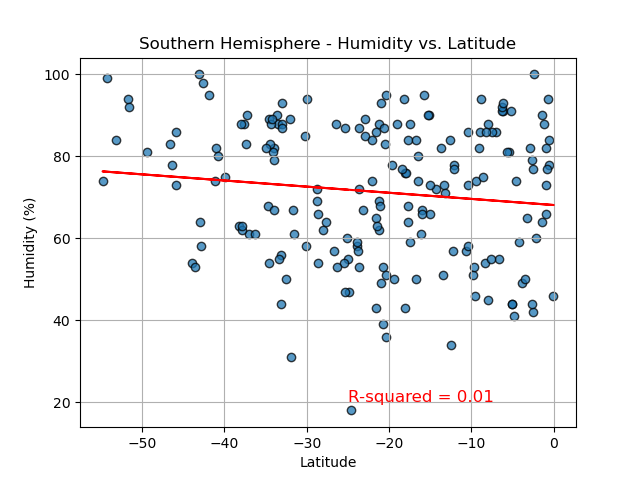 Southern Hemisphere - Humidity vs. Latitude
100
80
60
40
20
Humidity (%)
R-squared = 0.01
−50
−40
−30
−20
−10
0
Latitude